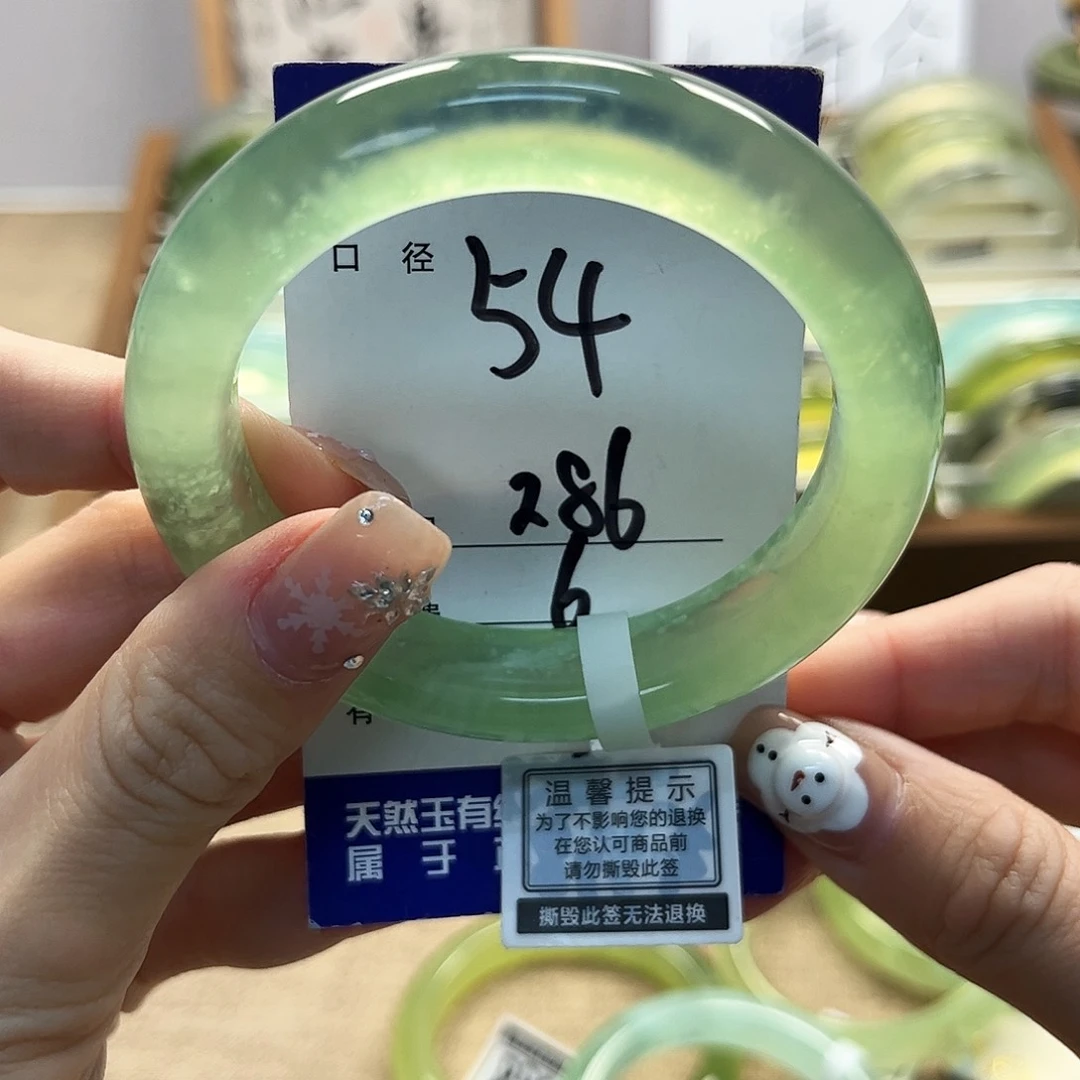 口 径 54
286
6
有
天然玉有
属 于
温馨提示
为了不影响您的退换
在您认可商品前
请勿撕毁此签
撕毁此签无法退换